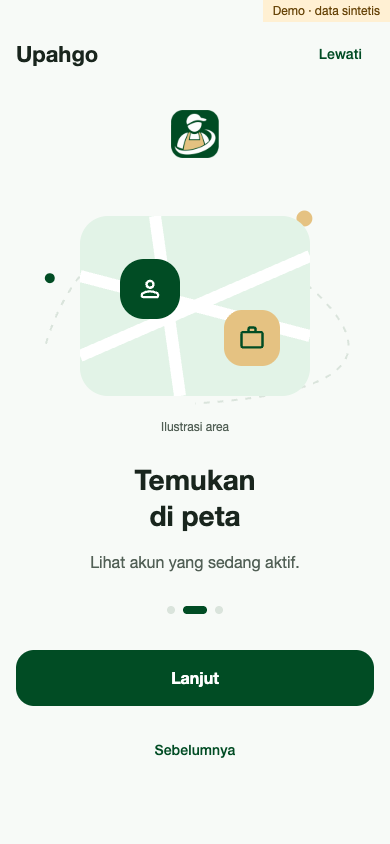 Demo · data sintetis
Upahgo
Lewati
Ilustrasi area
Temukan
di peta
Lihat akun yang sedang aktif.
Lanjut
Sebelumnya